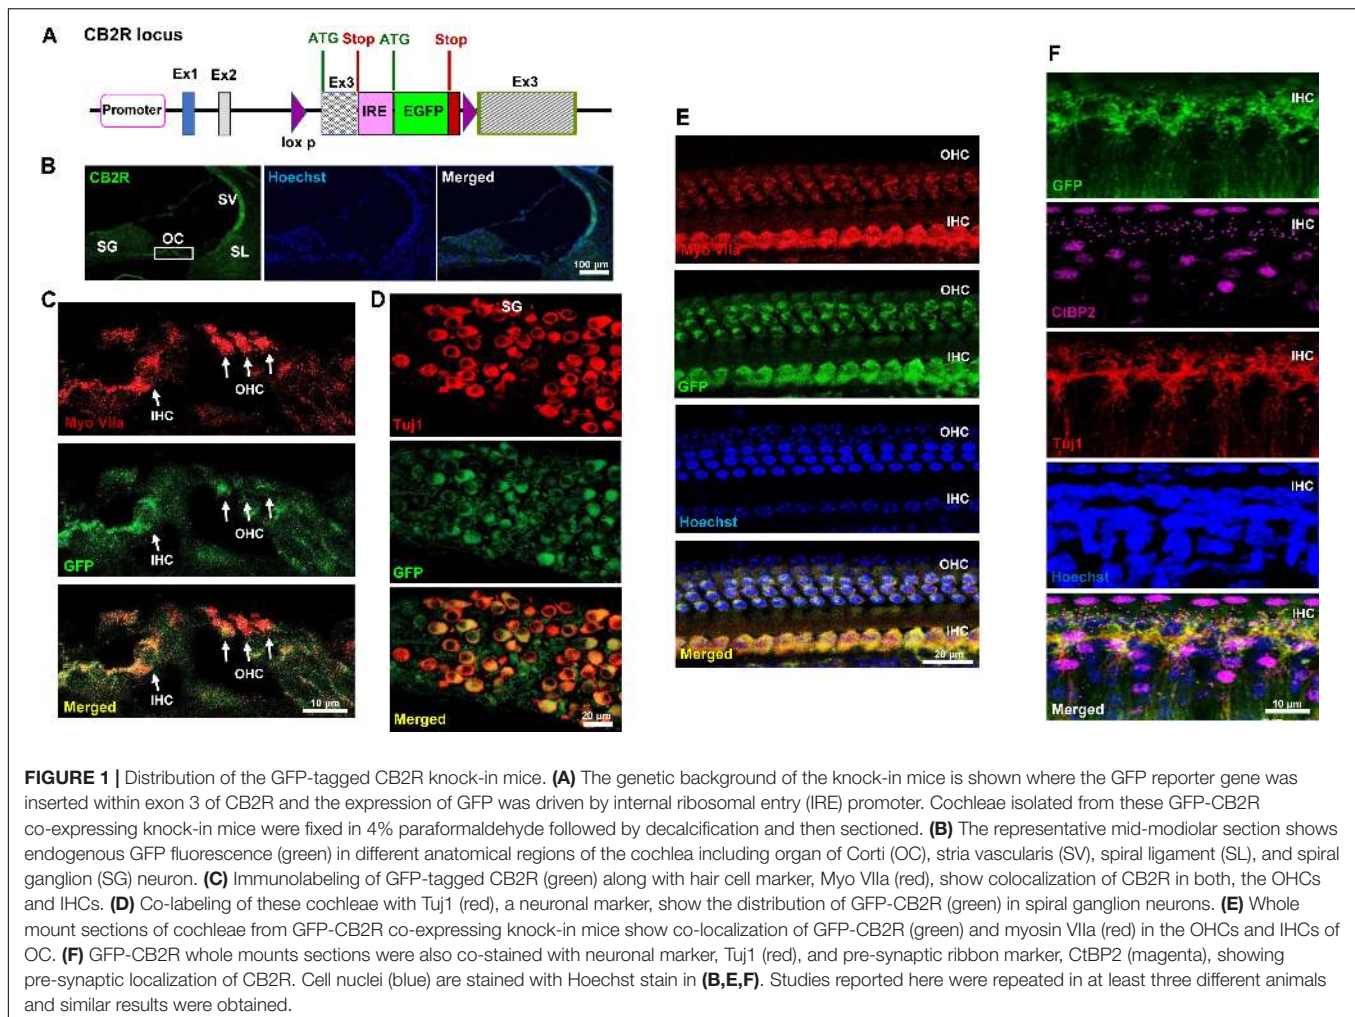 A CB2R locus
ATG Stop ATG Stop
Ex1 Ex2 Ex3 Ex3
Promoter IRE EGFP
lox p
B
CB2R Hoechst Merged
SV
SG OC SL
100 µm
C
OHC
IHC
Myo VIIa
OHC
IHC
GFP
OHC
IHC
Merged
10 µm
D
SG
Tuj1
GFP
Merged
20 µm
E
OHC
IHC
Myo VIIa
OHC
IHC
GFP
OHC
IHC
Hoechst
OHC
IHC
Merged
20 µm
F
IHC
GFP
IHC
CtBP2
IHC
Tuj1
IHC
Hoechst
IHC
Merged
10 µm
FIGURE 1 | Distribution of the GFP-tagged CB2R knock-in mice. (A) The genetic background of the knock-in mice is shown where the GFP reporter gene was
inserted within exon 3 of CB2R and the expression of GFP was driven by internal ribosomal entry (IRE) promoter. Cochleae isolated from these GFP-CB2R
co-expressing knock-in mice were fixed in 4% paraformaldehyde followed by decalcification and then sectioned. (B) The representative mid-modiolar section shows
endogenous GFP fluorescence (green) in different anatomical regions of the cochlea including organ of Corti (OC), stria vascularis (SV), spiral ligament (SL), and spiral
ganglion (SG) neuron. (C) Immunolabeling of GFP-tagged CB2R (green) along with hair cell marker, Myo VIIa (red), show colocalization of CB2R in both, the OHCs
and IHCs. (D) Co-labeling of these cochleae with Tuj1 (red), a neuronal marker, show the distribution of GFP-CB2R (green) in spiral ganglion neurons. (E) Whole
mount sections of cochleae from GFP-CB2R co-expressing knock-in mice show co-localization of GFP-CB2R (green) and myosin VIIa (red) in the OHCs and IHCs of
OC. (F) GFP-CB2R whole mounts sections were also co-stained with neuronal marker, Tuj1 (red), and pre-synaptic ribbon marker, CtBP2 (magenta), showing
pre-synaptic localization of CB2R. Cell nuclei (blue) are stained with Hoechst stain in (B,E,F). Studies reported here were repeated in at least three different animals
and similar results were obtained.